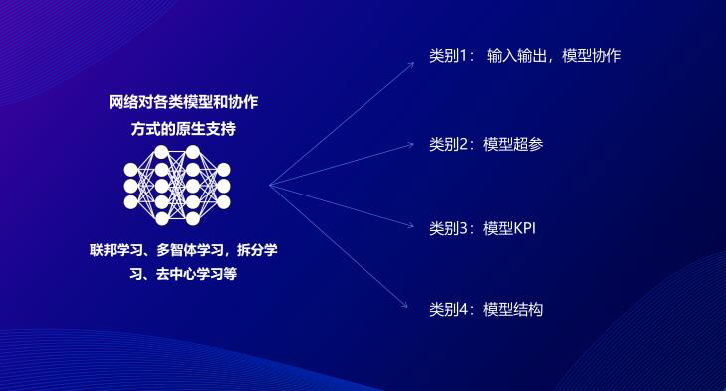 网络对各类模型和协作
方式的原生支持
联邦学习、多智体学习，拆分学
习、去中心学习等
类别1： 输入输出，模型协作
类别2：模型超参
类别3：模型KPI
类别4：模型结构